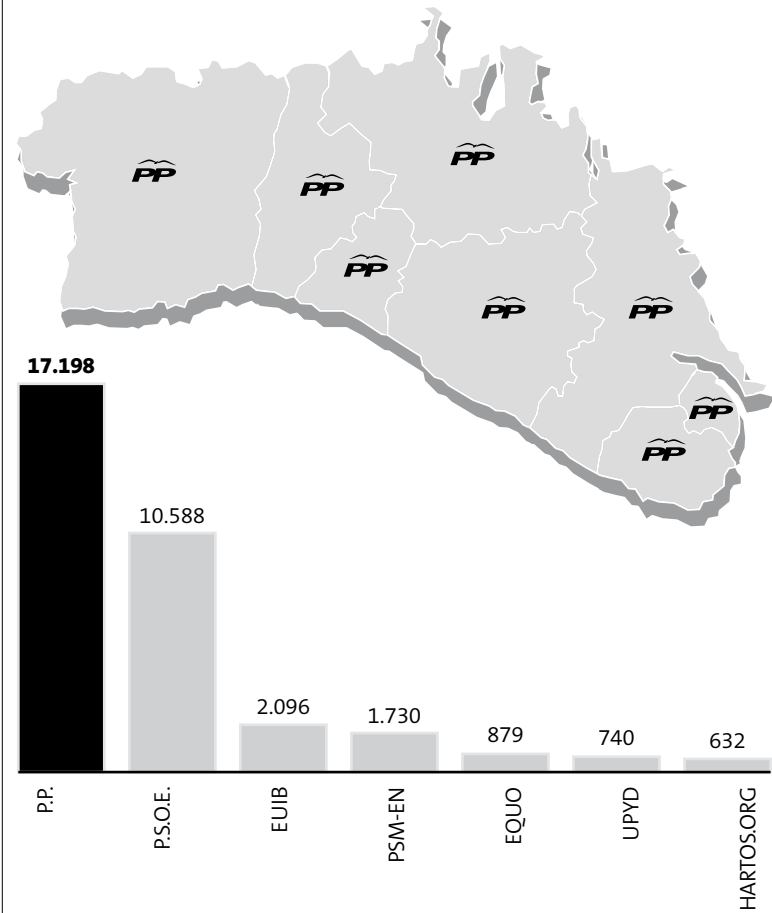 PP
PP
PP
PP
PP
PP
PP
PP
17.198
10.588
2.096
1.730
879
740
632
P.P.
P.S.O.E.
EUIB
PSM-EN
EQUO
UPYD
HARTOS.ORG